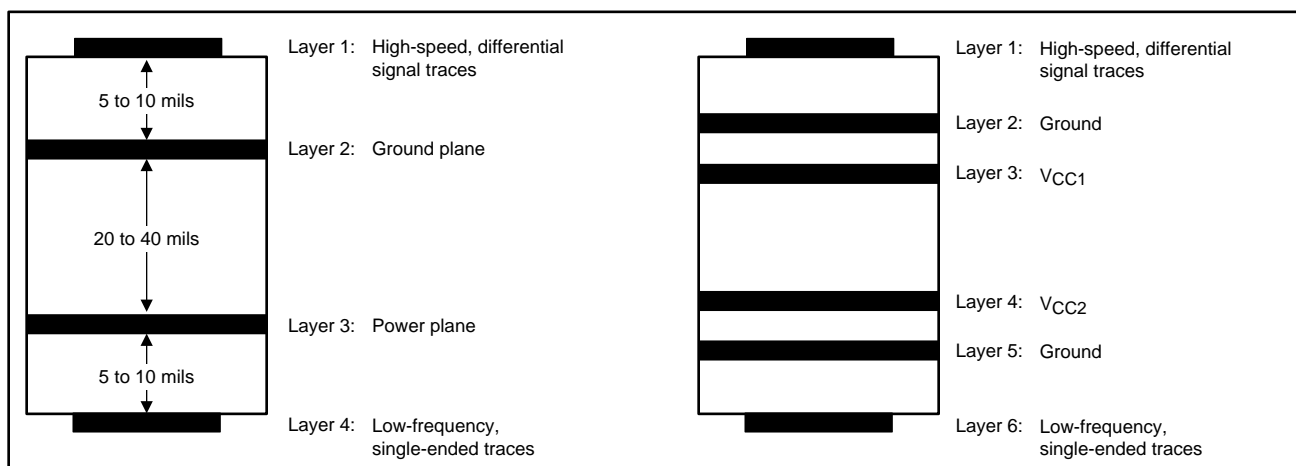 Layer 1: High-speed, differential
signal traces
5 to 10 mils
Layer 2: Ground plane
20 to 40 mils
Layer 3: Power plane
5 to 10 mils
Layer 4: Low-frequency,
single-ended traces
Layer 1: High-speed, differential
signal traces
Layer 2: Ground
Layer 3: VCC1
Layer 4: VCC2
Layer 5: Ground
Layer 6: Low-frequency,
single-ended traces